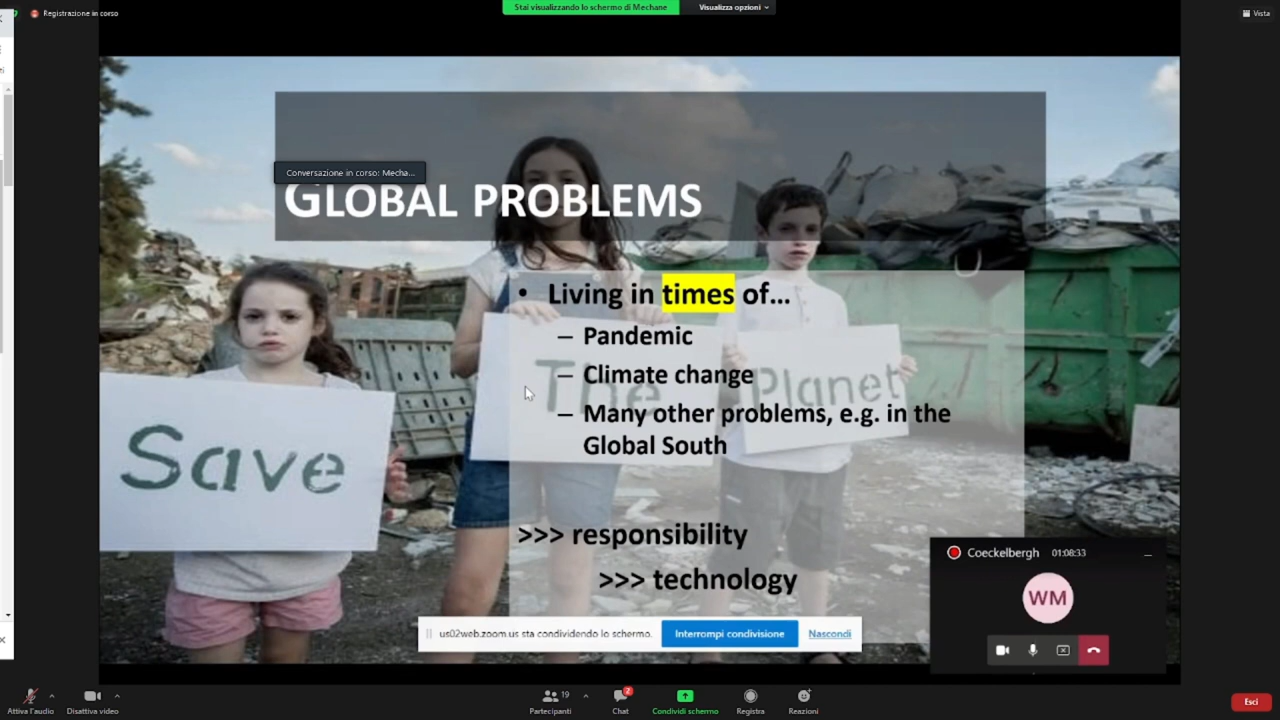 Registrazione in corso
Stai visualizzando lo schermo di Mechane
Visualizza opzioni
Vista
Conversazione in corso: Mecha...
GLOBAL PROBLEMS
• Living in times of...
– Pandemic
– Climate change
– Many other problems, e.g. in the
Global South
>>> responsibility
>>> technology
Save
The
Planet
Coeckelbergh 01:08:33
WM
us02web.zoom.us sta condividendo lo schermo.
Interrompi condivisione
Nascondi
Attiva l'audio
Disattiva video
19
Partecipanti
2
Chat
Condividi schermo
Registra
Reazioni
Esci